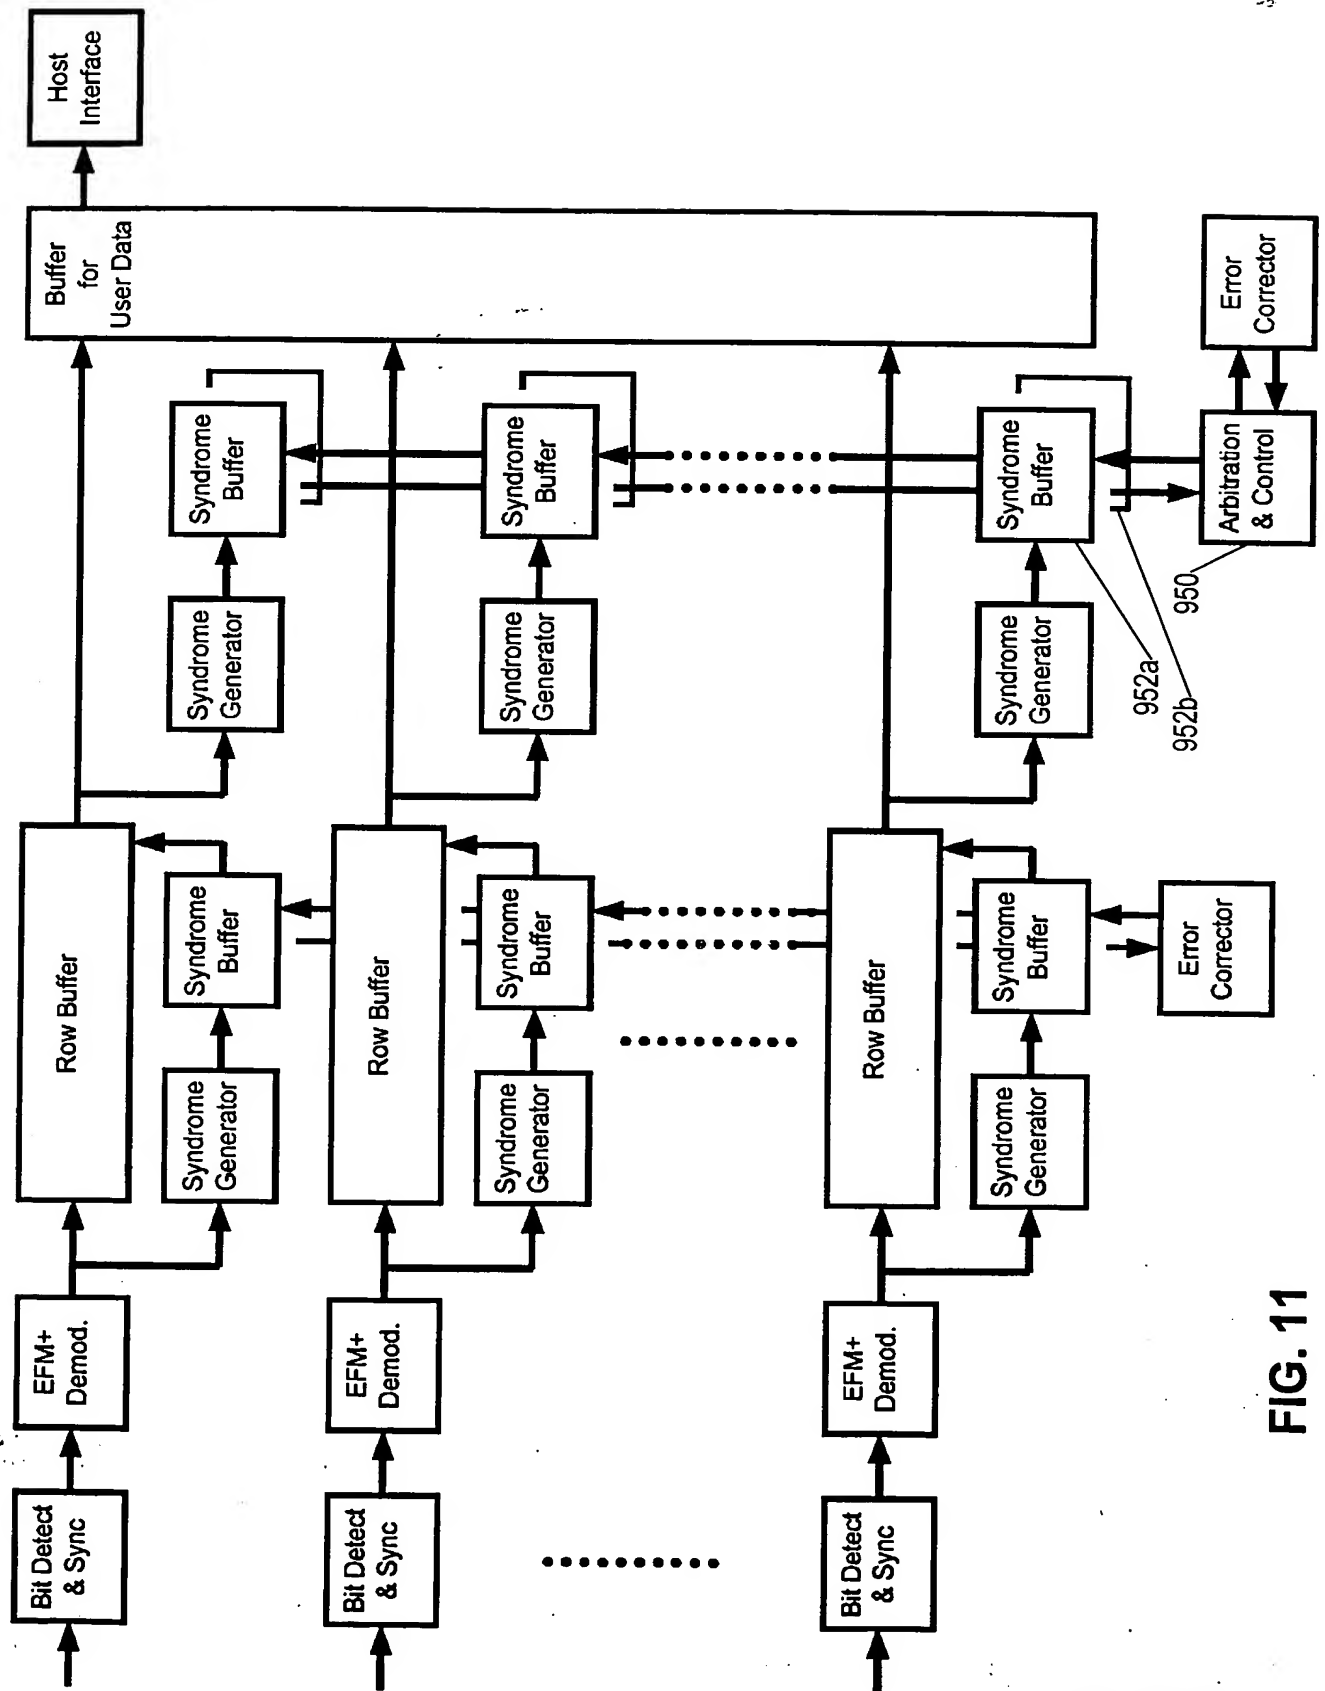 Bit Detect
& Sync
EFM+
Demod.
Row Buffer
Syndrome
Generator
Syndrome
Buffer
Syndrome
Generator
Syndrome
Buffer
Buffer
for
User Data
Host
Interface
Bit Detect
& Sync
EFM+
Demod.
Row Buffer
Syndrome
Generator
Syndrome
Buffer
Syndrome
Generator
Syndrome
Buffer
Bit Detect
& Sync
EFM+
Demod.
Row Buffer
Syndrome
Generator
Syndrome
Buffer
Error
Corrector
Syndrome
Generator
Syndrome
Buffer
952a
952b
950
Arbitration
& Control
Error
Corrector
FIG. 11